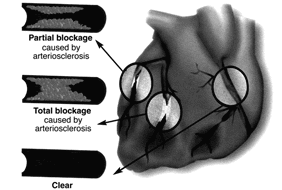 Partial blockage
caused by
arteriosclerosis
Total blockage
caused by
arteriosclerosis
Clear